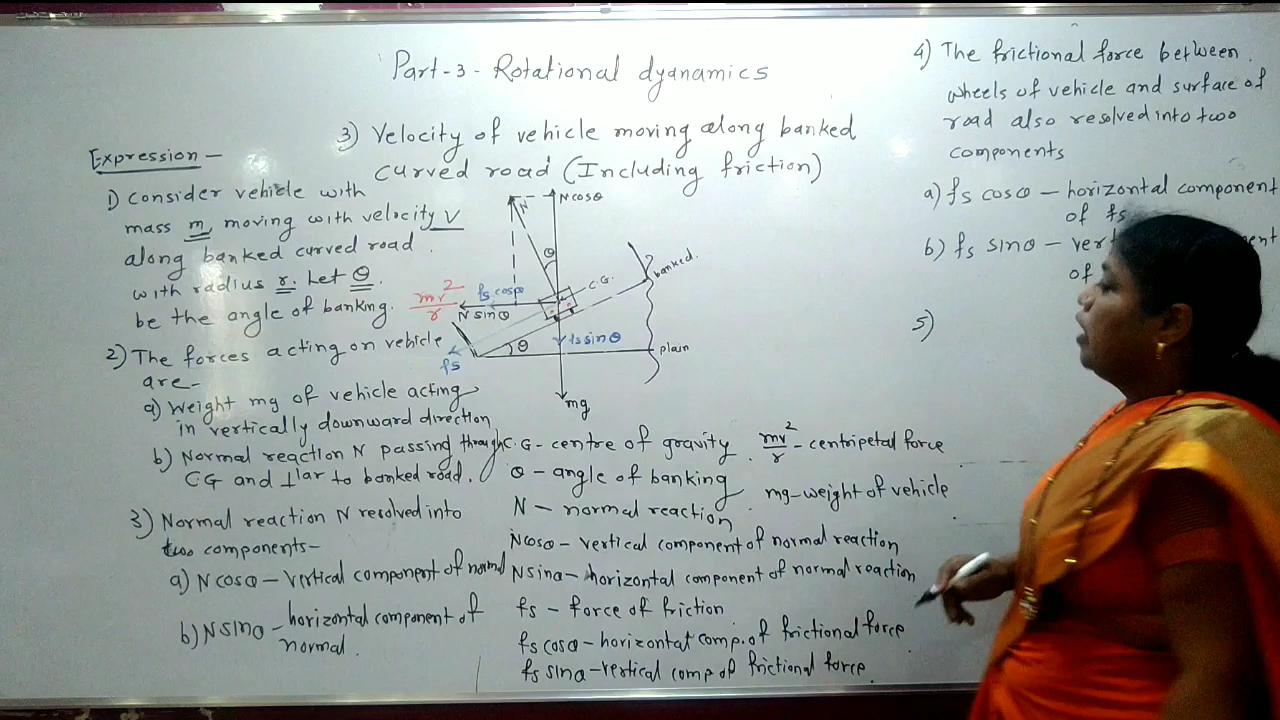 Part-3-Rotational dyanamics
3) Velocity of vehicle moving along banked
curved road (Including friction)
Expression –
1) Consider vehicle with
mass m moving with velocity V
along banked curved road.
with radius r. Let θ
be the angle of banking.
2) The forces acting on vehicle
are-
a) Weight mg of vehicle acting
in vertically downward direction
b) Normal reaction N passing through
CG and ⊥lar to banked road.
3) Normal reaction N resolved into
two components-
a) N cosθ – vertical component of normal
b) N sinθ – horizontal component of
normal.
N
N cosθ
θ
C.G.
banked.
mv²/r
fs cosθ
N sinθ
fs
θ
fs sinθ
plain
mg
C.G- centre of gravity.
mv²/r - centripetal force
θ – angle of banking
mg-weight of vehicle
N – normal reaction
Ncosθ – vertical component of normal reaction
Nsinθ – horizontal component of normal reaction
fs – force of friction
fs cosθ – horizontal comp. of frictional force
fs sinθ – vertical comp of frictional force.
4) The frictional force between
wheels of vehicle and surface of
road also resolved into two
components
a) fs cosθ – horizontal component
of fs
b) fs sinθ –
of
5)